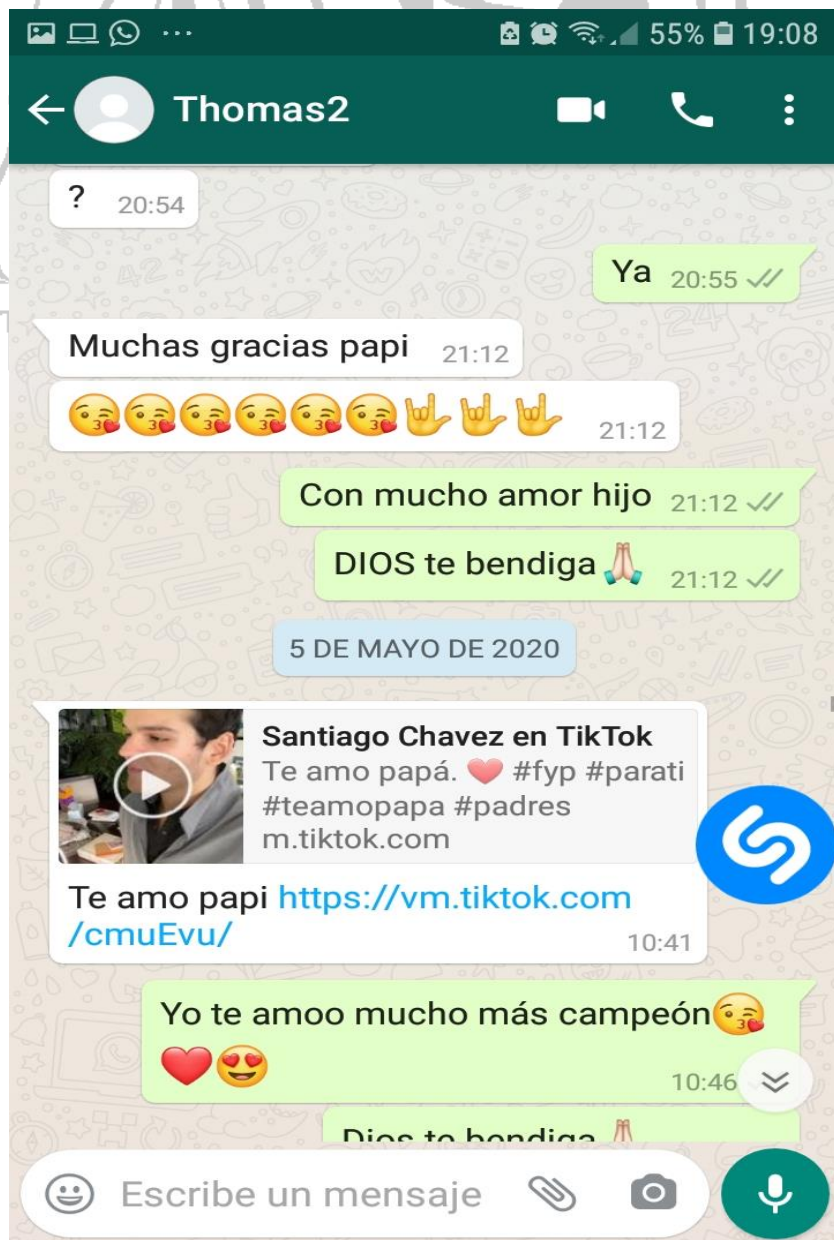 55% 19:08
Thomas2
? 20:54
Ya 20:55
Muchas gracias papi 21:12
21:12
Con mucho amor hijo 21:12
DIOS te bendiga 21:12
5 DE MAYO DE 2020
Santiago Chavez en TikTok
Te amo papá. ❤️ #fyp #parati
#teamopapa #padres
m.tiktok.com
Te amo papi https://vm.tiktok.com
/cmuEvu/ 10:41
Yo te amoo mucho más campeón😘
❤️😍 10:46
Dios te bendiga
Escribe un mensaje